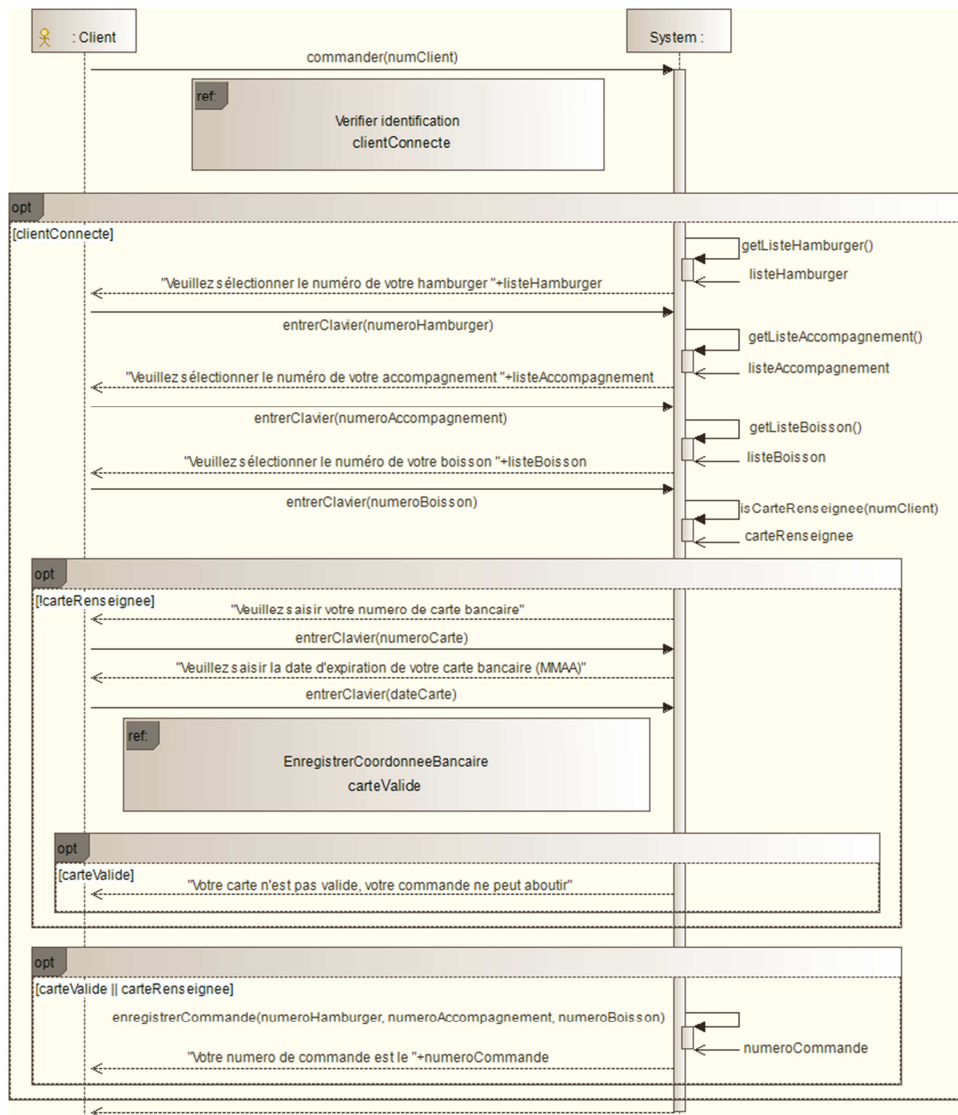 : Client
System :
commander(numClient)
ref:
Verifier identification
clientConnecte
opt
[clientConnecte]
getListeHamburger()
listeHamburger
"Veuillez sélectionner le numéro de votre hamburger "+listeHamburger
entrerClavier(numeroHamburger)
getListeAccompagnement()
listeAccompagnement
"Veuillez sélectionner le numéro de votre accompagnement "+listeAccompagnement
entrerClavier(numeroAccompagnement)
getListeBoisson()
listeBoisson
"Veuillez sélectionner le numéro de votre boisson "+listeBoisson
entrerClavier(numeroBoisson)
isCarteRenseignee(numClient)
carteRenseignee
opt
[!carteRenseignee]
"Veuillez saisir votre numero de carte bancaire"
entrerClavier(numeroCarte)
"Veuillez saisir la date d'expiration de votre carte bancaire (MMAA)"
entrerClavier(dateCarte)
ref:
EnregistrerCoordonneeBancaire
carteValide
opt
[carteValide]
"Votre carte n'est pas valide, votre commande ne peut aboutir"
opt
[carteValide || carteRenseignee]
enregistrerCommande(numeroHamburger, numeroAccompagnement, numeroBoisson)
numeroCommande
"Votre numero de commande est le "+numeroCommande